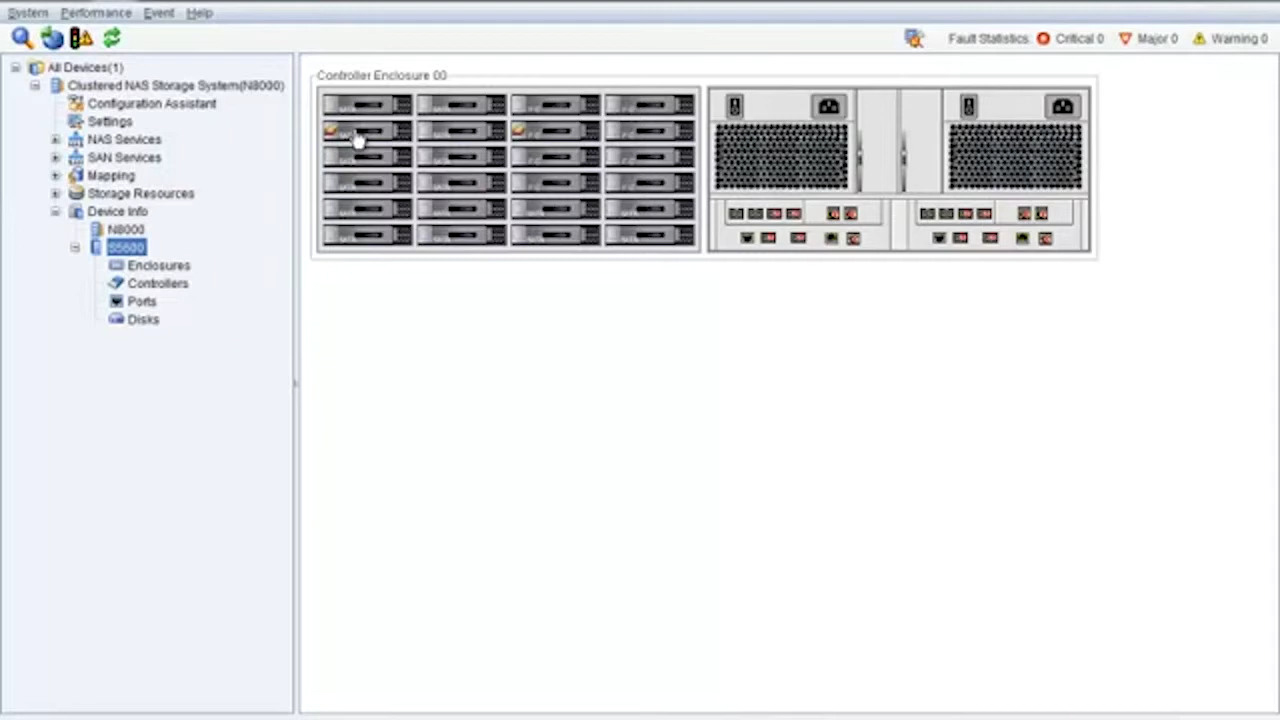 System Performance Event Help
Fault Statistics: Critical 0 Major 0 Warning 0
All Devices(1)
Clustered NAS Storage System(N8000)
Configuration Assistant
Settings
NAS Services
SAN Services
Mapping
Storage Resources
Device Info
N8000
S5600
Enclosures
Controllers
Ports
Disks
Controller Enclosure 00